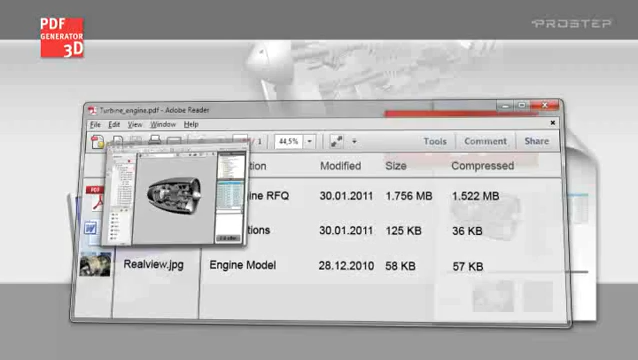 PDF
GENERATOR
3D
PROSTEP
Turbine_engine.pdf - Adobe Reader
File Edit View Window Help
/ 1 44,5% Tools Comment Share
Modified Size Compressed
RFQ 30.01.2011 1.756 MB 1.522 MB
30.01.2011 125 KB 36 KB
Realview.jpg Engine Model 28.12.2010 58 KB 57 KB